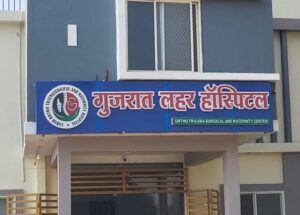 गुजरात लहर हॉस्पिटल
ORTHO TRAUMA SURGICAL AND MATERNITY CENTER